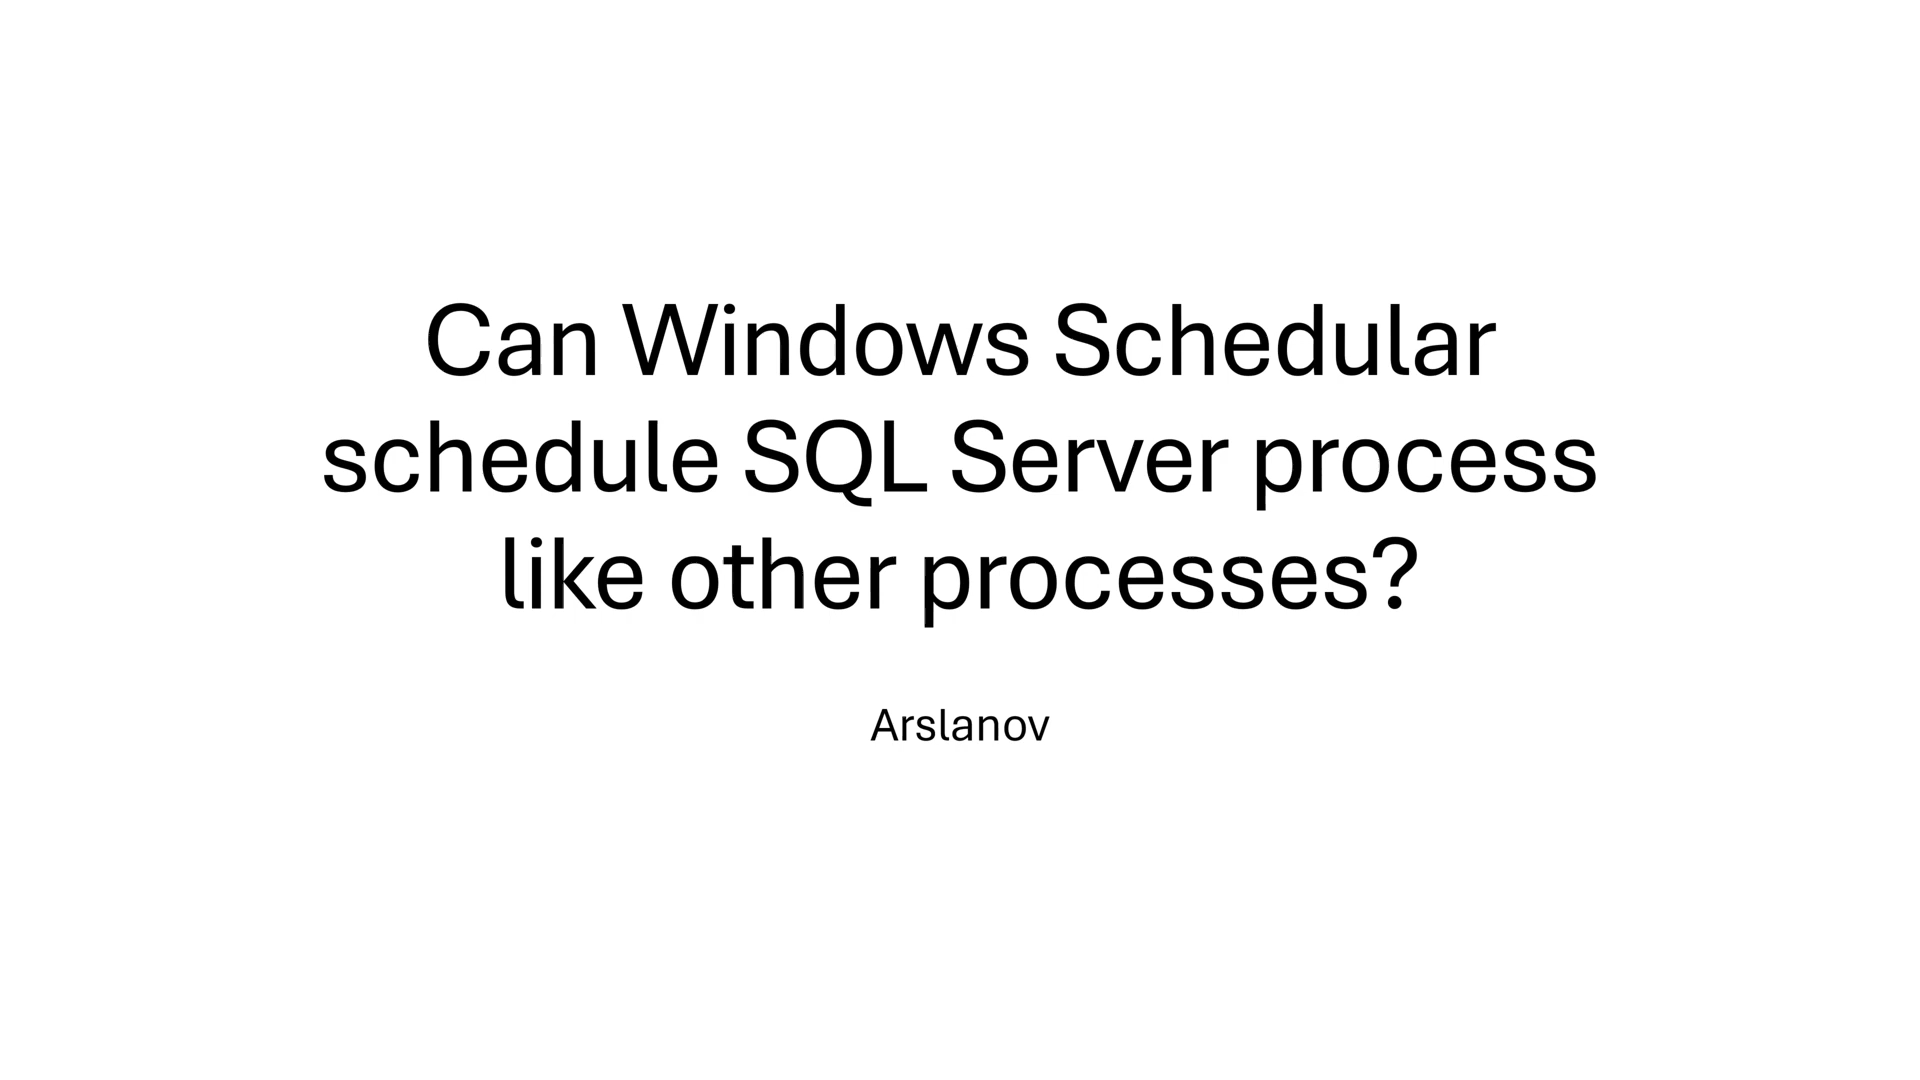 Can Windows Schedular
schedule SQL Server process
like other processes?
Arslanov